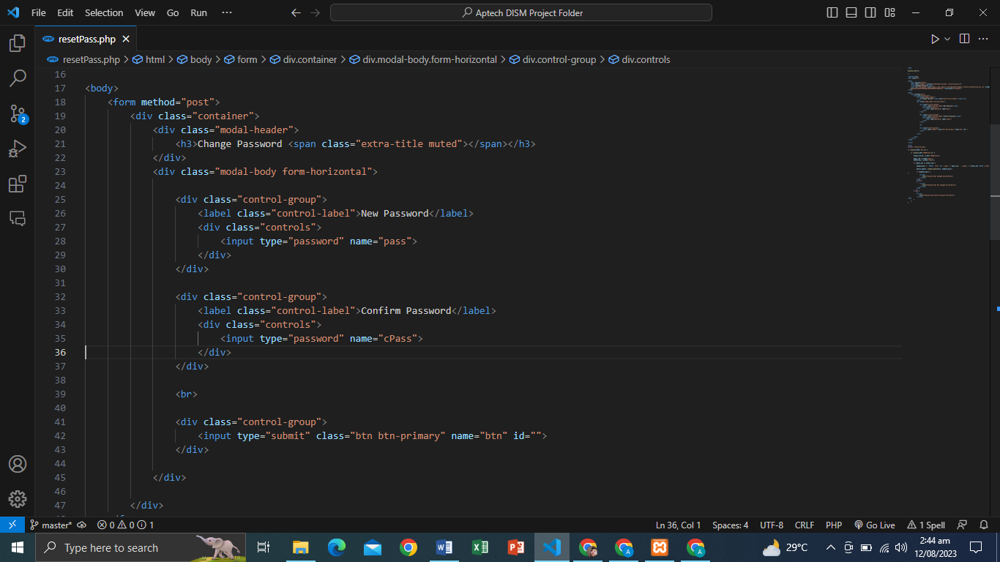 File Edit Selection View Go Run ··· Aptech DISM Project Folder
php resetPass.php
php resetPass.php > html > body > form > div.container > div.modal-body.form-horizontal > div.control-group > div.controls
16
17 <body>
18 <form method="post">
19 <div class="container">
20 <div class="modal-header">
21 <h3>Change Password <span class="extra-title muted"></span></h3>
22 </div>
23 <div class="modal-body form-horizontal">
24
25 <div class="control-group">
26 <label class="control-label">New Password</label>
27 <div class="controls">
28 <input type="password" name="pass">
29 </div>
30 </div>
31
32 <div class="control-group">
33 <label class="control-label">Confirm Password</label>
34 <div class="controls">
35 <input type="password" name="cPass">
36 </div>
37 </div>
38
39 <br>
40
41 <div class="control-group">
42 <input type="submit" class="btn btn-primary" name="btn" id="">
43 </div>
44
45 </div>
46
47 </div>
2
master* 0 0 1 Ln 36, Col 1 Spaces: 4 UTF-8 CRLF PHP Go Live 1 Spell
Type here to search 29°C 2:44 am
12/08/2023